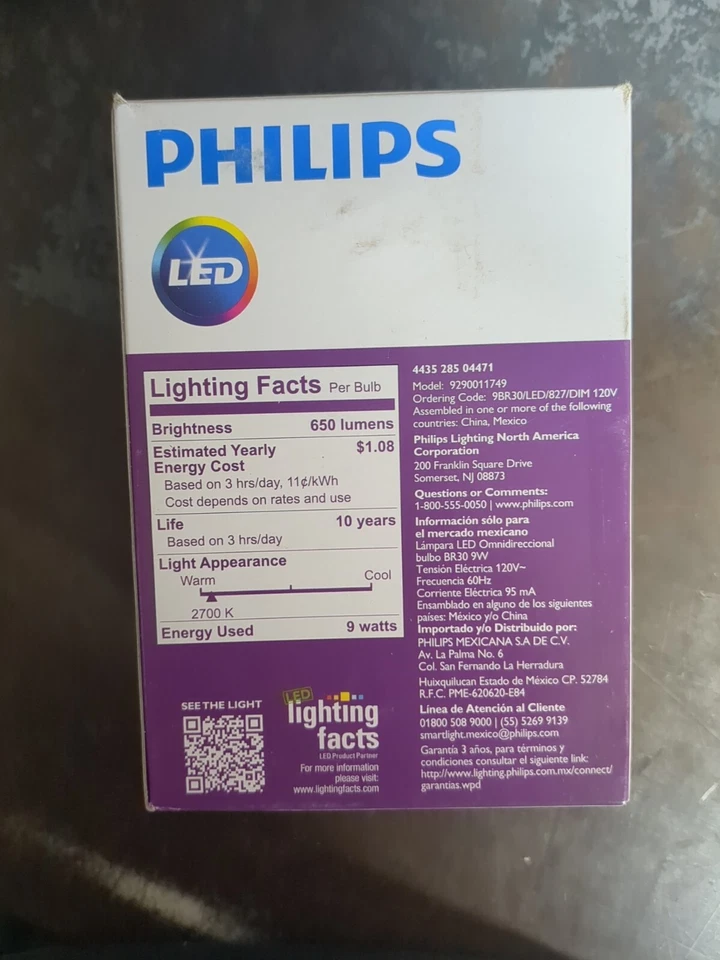 PHILIPS
LED
Lighting Facts Per Bulb
Brightness 650 lumens
Estimated Yearly $1.08
Energy Cost
Based on 3 hrs/day, 11¢/kWh
Cost depends on rates and use
Life 10 years
Based on 3 hrs/day
Light Appearance
Warm Cool
2700 K
Energy Used 9 watts
SEE THE LIGHT
LED
lighting
facts
LED Product Partner
For more information
please visit:
www.lightingfacts.com
4435 285 04471
Model: 9290011749
Ordering Code: 9BR30/LED/827/DIM 120V
Assembled in one or more of the following
countries: China, Mexico
Philips Lighting North America
Corporation
200 Franklin Square Drive
Somerset, NJ 08873
Questions or Comments:
1-800-555-0050 | www.philips.com
Información sólo para
el mercado mexicano
Lámpara LED Omnidireccional
bulbo BR30 9W
Tensión Eléctrica 120V~
Frecuencia 60Hz
Corriente Eléctrica 95 mA
Ensamblado en alguno de los siguientes
países: México y/o China
Importado y/o Distribuido por:
PHILIPS MEXICANA S.A DE C.V.
Av. La Palma No. 6
Col. San Fernando La Herradura
Huixquilucan Estado de México CP. 52784
R.F.C. PME-620620-E84
Línea de Atención al Cliente
01800 508 9000 | (55) 5269 9139
smartlight.mexico@philips.com
Garantía 3 años, para términos y
condiciones consultar el siguiente link:
http://www.lighting.philips.com.mx/connect/
garantias.wpd